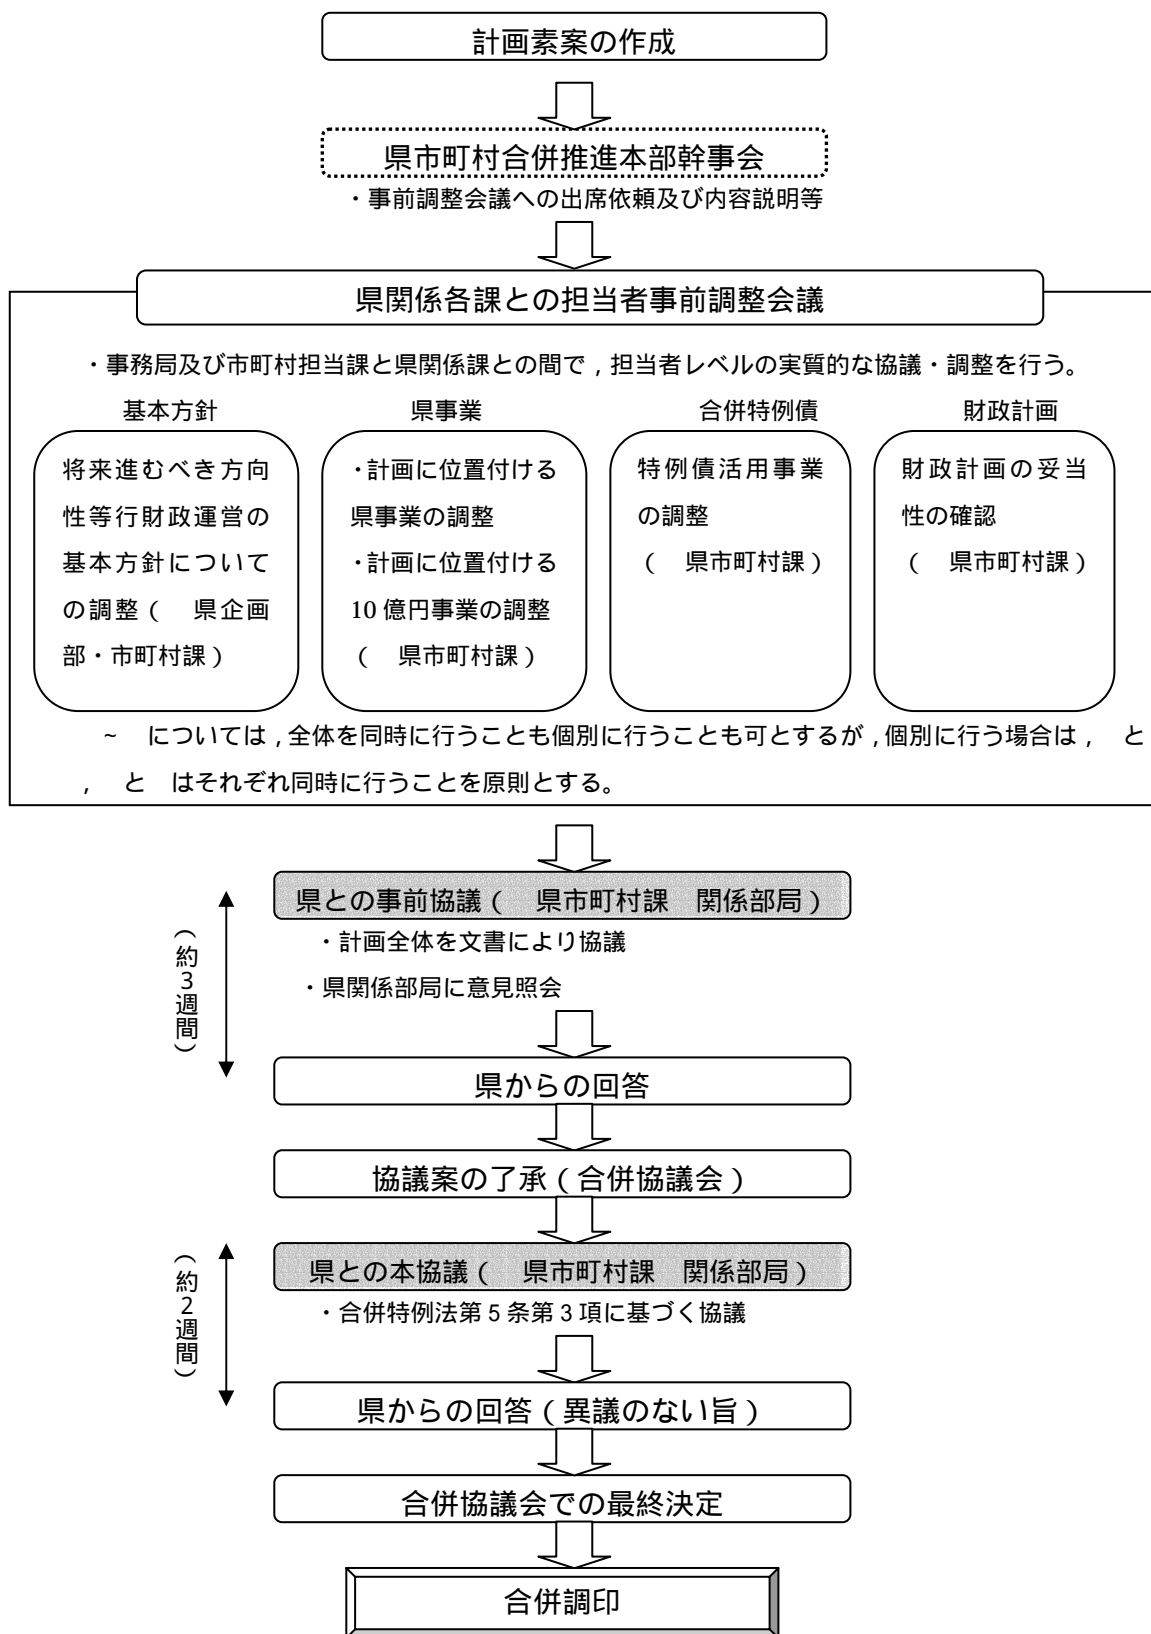 計画素案の作成
県市町村合併推進本部幹事会
・事前調整会議への出席依頼及び内容説明等
県関係各課との担当者事前調整会議
・事務局及び市町村担当課と県関係課との間で，担当者レベルの実質的な協議・調整を行う。
基本方針
将来進むべき方向
性等行財政運営の
基本方針について
の調整（　県企画
部・市町村課）
県事業
・計画に位置付ける
県事業の調整
・計画に位置付ける
10億円事業の調整
（　県市町村課）
合併特例債
特例債活用事業
の調整
（　県市町村課）
財政計画
財政計画の妥当
性の確認
（　県市町村課）
~　については，全体を同時に行うことも個別に行うことも可とするが，個別に行う場合は，　と
，　と　はそれぞれ同時に行うことを原則とする。
県との事前協議（　県市町村課　関係部局）
・計画全体を文書により協議
・県関係部局に意見照会
（約3週間）
県からの回答
協議案の了承（合併協議会）
県との本協議（　県市町村課　関係部局）
・合併特例法第5条第3項に基づく協議
（約2週間）
県からの回答（異議のない旨）
合併協議会での最終決定
合併調印